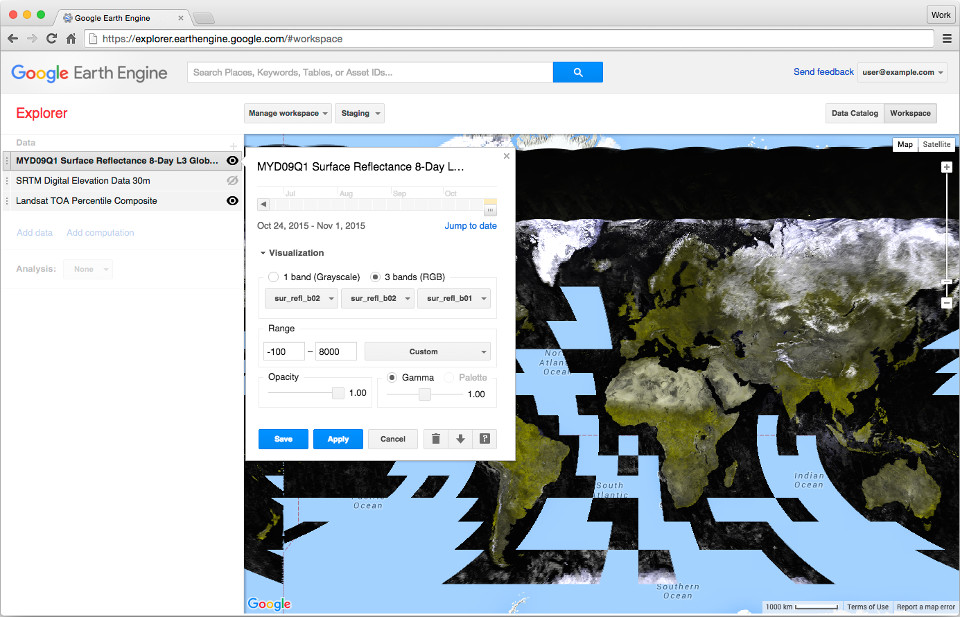 Google Earth Engine
Work
https://explorer.earthengine.google.com/#workspace
Google Earth Engine
Search Places, Keywords, Tables, or Asset IDs...
Send feedback
user@example.com
Explorer
Manage workspace
Staging
Data Catalog
Workspace
Data
MYD09Q1 Surface Reflectance 8-Day L3 Glob...
SRTM Digital Elevation Data 30m
Landsat TOA Percentile Composite
Add data
Add computation
Analysis:
None
MYD09Q1 Surface Reflectance 8-Day L...
Jul
Aug
Sep
Oct
Oct 24, 2015 - Nov 1, 2015
Jump to date
Visualization
1 band (Grayscale)
3 bands (RGB)
sur_refl_b02
sur_refl_b02
sur_refl_b01
Range
-100
–
8000
Custom
Opacity
1.00
Gamma
Palette
1.00
Save
Apply
Cancel
?
Map
Satellite
+
−
Atlantic
Ocean
South
Atlantic
Indian
Ocean
Ocean
Southern
Ocean
Google
1000 km
Terms of Use
Report a map error